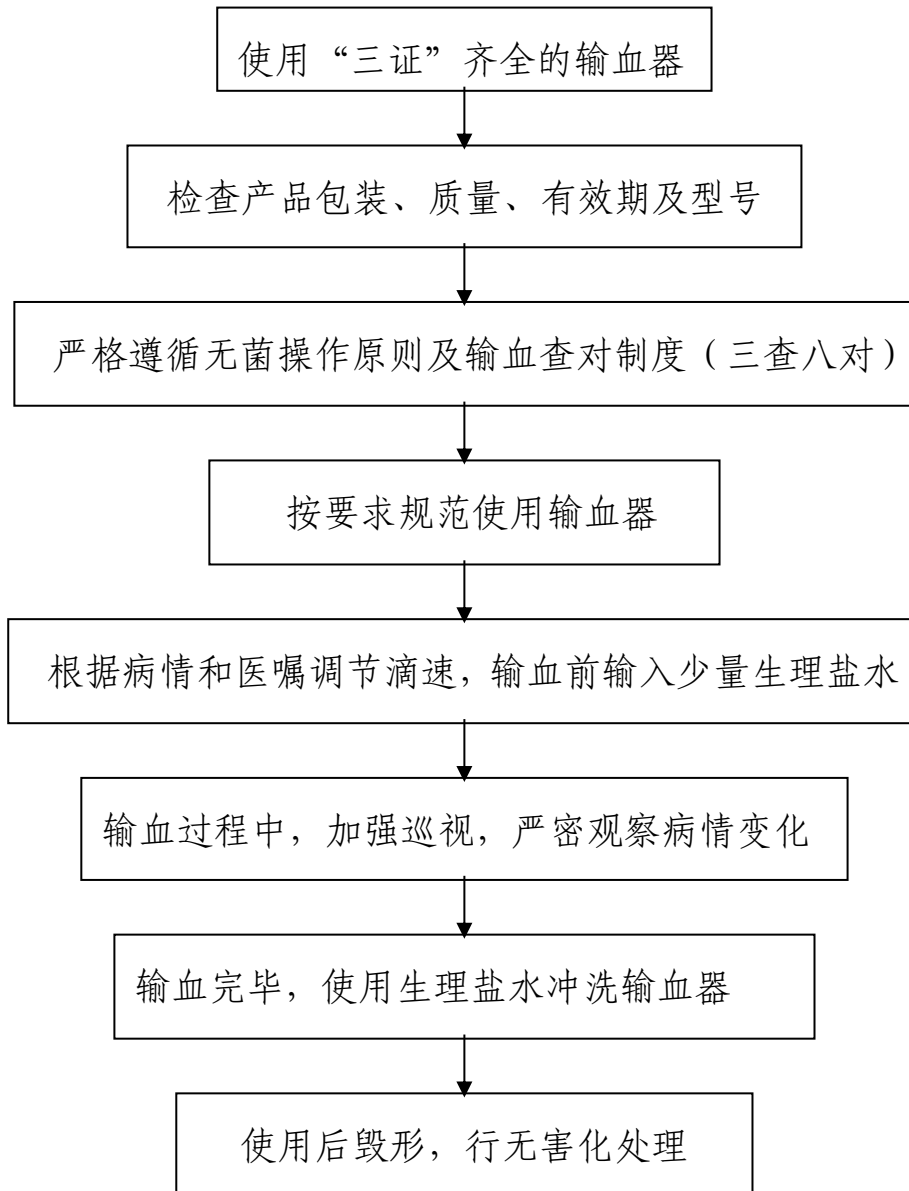 使用“三证”齐全的输血器
检查产品包装、质量、有效期及型号
严格遵循无菌操作原则及输血查对制度（三查八对）
按要求规范使用输血器
根据病情和医嘱调节滴速，输血前输入少量生理盐水
输血过程中，加强巡视，严密观察病情变化
输血完毕，使用生理盐水冲洗输血器
使用后毁形，行无害化处理